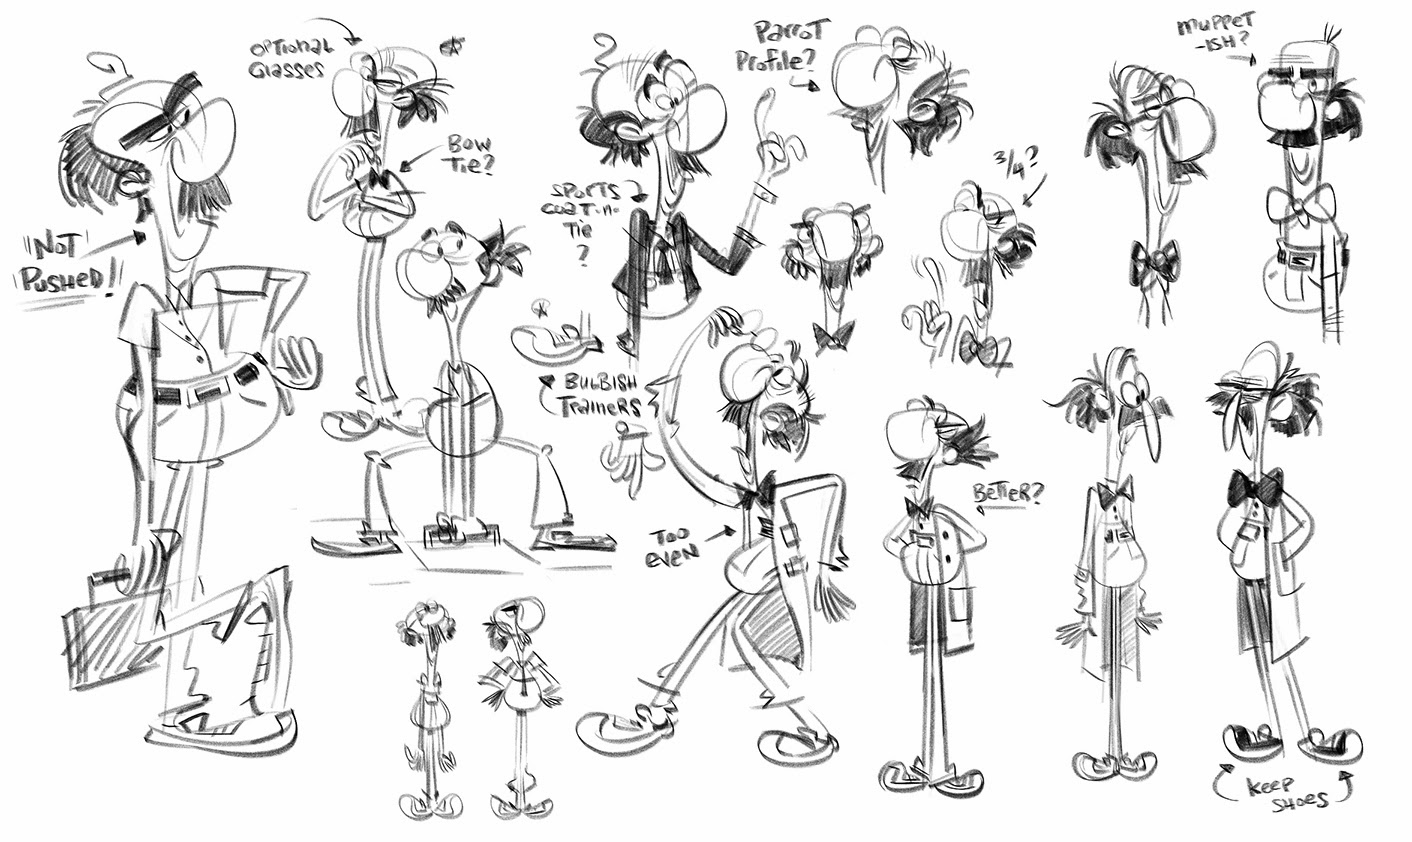 OPTIONAL
GLASSES
BOW
TIE?
"NOT
PUSHED!"
SPORTS
COAT-N-
TIE
?
PARROT
PROFILE?
3/4?
MUPPET
-ISH?
BULBISH
TRAINERS
TOO
EVEN
BETTER?
KEEP
SHOES